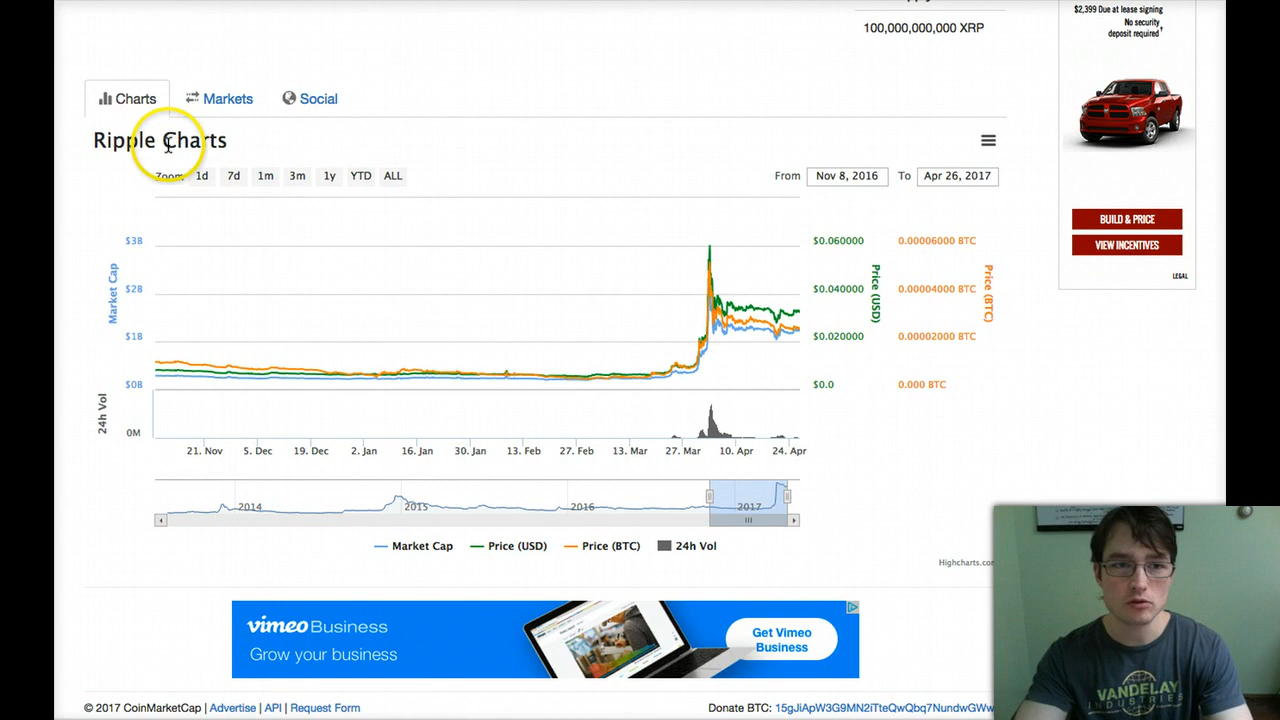 100,000,000,000 XRP
$2,399 Due at lease signing
No security
deposit required†
BUILD & PRICE
VIEW INCENTIVES
LEGAL
Charts Markets Social
Ripple Charts
Zoom 1d 7d 1m 3m 1y YTD ALL From Nov 8, 2016 To Apr 26, 2017
$3B $0.060000 0.00006000 BTC
$2B $0.040000 0.00004000 BTC
$1B $0.020000 0.00002000 BTC
$0B $0.0 0.000 BTC
Market Cap
Price (USD)
Price (BTC)
24h Vol
0M
21. Nov 5. Dec 19. Dec 2. Jan 16. Jan 30. Jan 13. Feb 27. Feb 13. Mar 27. Mar 10. Apr 24. Apr
2014 2015 2016 2017
Market Cap Price (USD) Price (BTC) 24h Vol
Highcharts.co
vimeo Business
Grow your business
Get Vimeo
Business
© 2017 CoinMarketCap | Advertise | API | Request Form
Donate BTC: 15gJiApW3G9MN2iTteQwQbq7NundwGWw
VANDELAY
INDUSTRIES